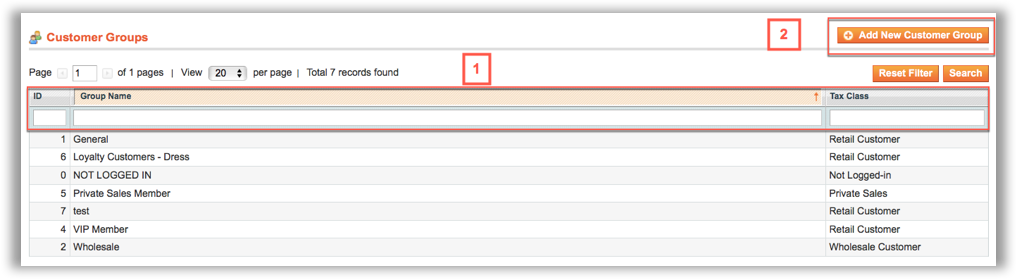 2
Customer Groups
Add New Customer Group
1
Page 1 of 1 pages | View 20 per page | Total 7 records found
Reset Filter Search
ID Group Name Tax Class
1 General Retail Customer
6 Loyalty Customers - Dress Retail Customer
0 NOT LOGGED IN Not Logged-in
5 Private Sales Member Private Sales
7 test Retail Customer
4 VIP Member Retail Customer
2 Wholesale Wholesale Customer